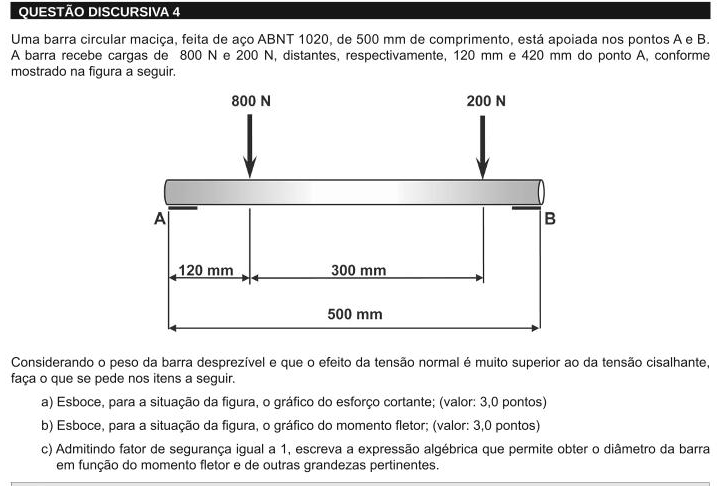 QUESTÃO DISCURSIVA 4
Uma barra circular maciça, feita de aço ABNT 1020, de 500 mm de comprimento, está apoiada nos pontos A e B.
A barra recebe cargas de 800 N e 200 N, distantes, respectivamente, 120 mm e 420 mm do ponto A, conforme
mostrado na figura a seguir.
800 N
200 N
A
B
120 mm
300 mm
500 mm
Considerando o peso da barra desprezível e que o efeito da tensão normal é muito superior ao da tensão cisalhante,
faça o que se pede nos itens a seguir.
a) Esboce, para a situação da figura, o gráfico do esforço cortante; (valor: 3,0 pontos)
b) Esboce, para a situação da figura, o gráfico do momento fletor; (valor: 3,0 pontos)
c) Admitindo fator de segurança igual a 1, escreva a expressão algébrica que permite obter o diâmetro da barra
em função do momento fletor e de outras grandezas pertinentes.